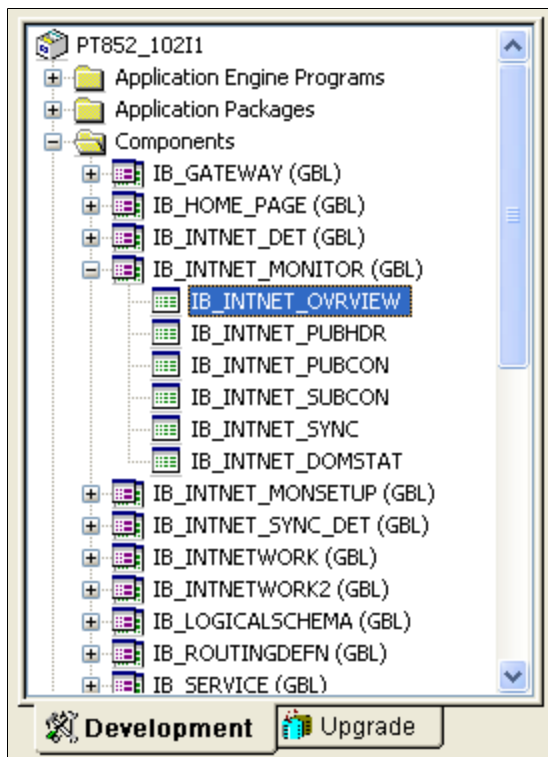 PT852_102I1
Application Engine Programs
Application Packages
Components
IB_GATEWAY (GBL)
IB_HOME_PAGE (GBL)
IB_INTNET_DET (GBL)
IB_INTNET_MONITOR (GBL)
IB_INTNET_OVRVIEW
IB_INTNET_PUBHDR
IB_INTNET_PUBCON
IB_INTNET_SUBCON
IB_INTNET_SYNC
IB_INTNET_DOMSTAT
IB_INTNET_MONSETUP (GBL)
IB_INTNET_SYNC_DET (GBL)
IB_INTNETWORK (GBL)
IB_INTNETWORK2 (GBL)
IB_LOGICALSCHEMA (GBL)
IB_ROUTINGDEFN (GBL)
IB_SERVICE (GBL)
Development Upgrade